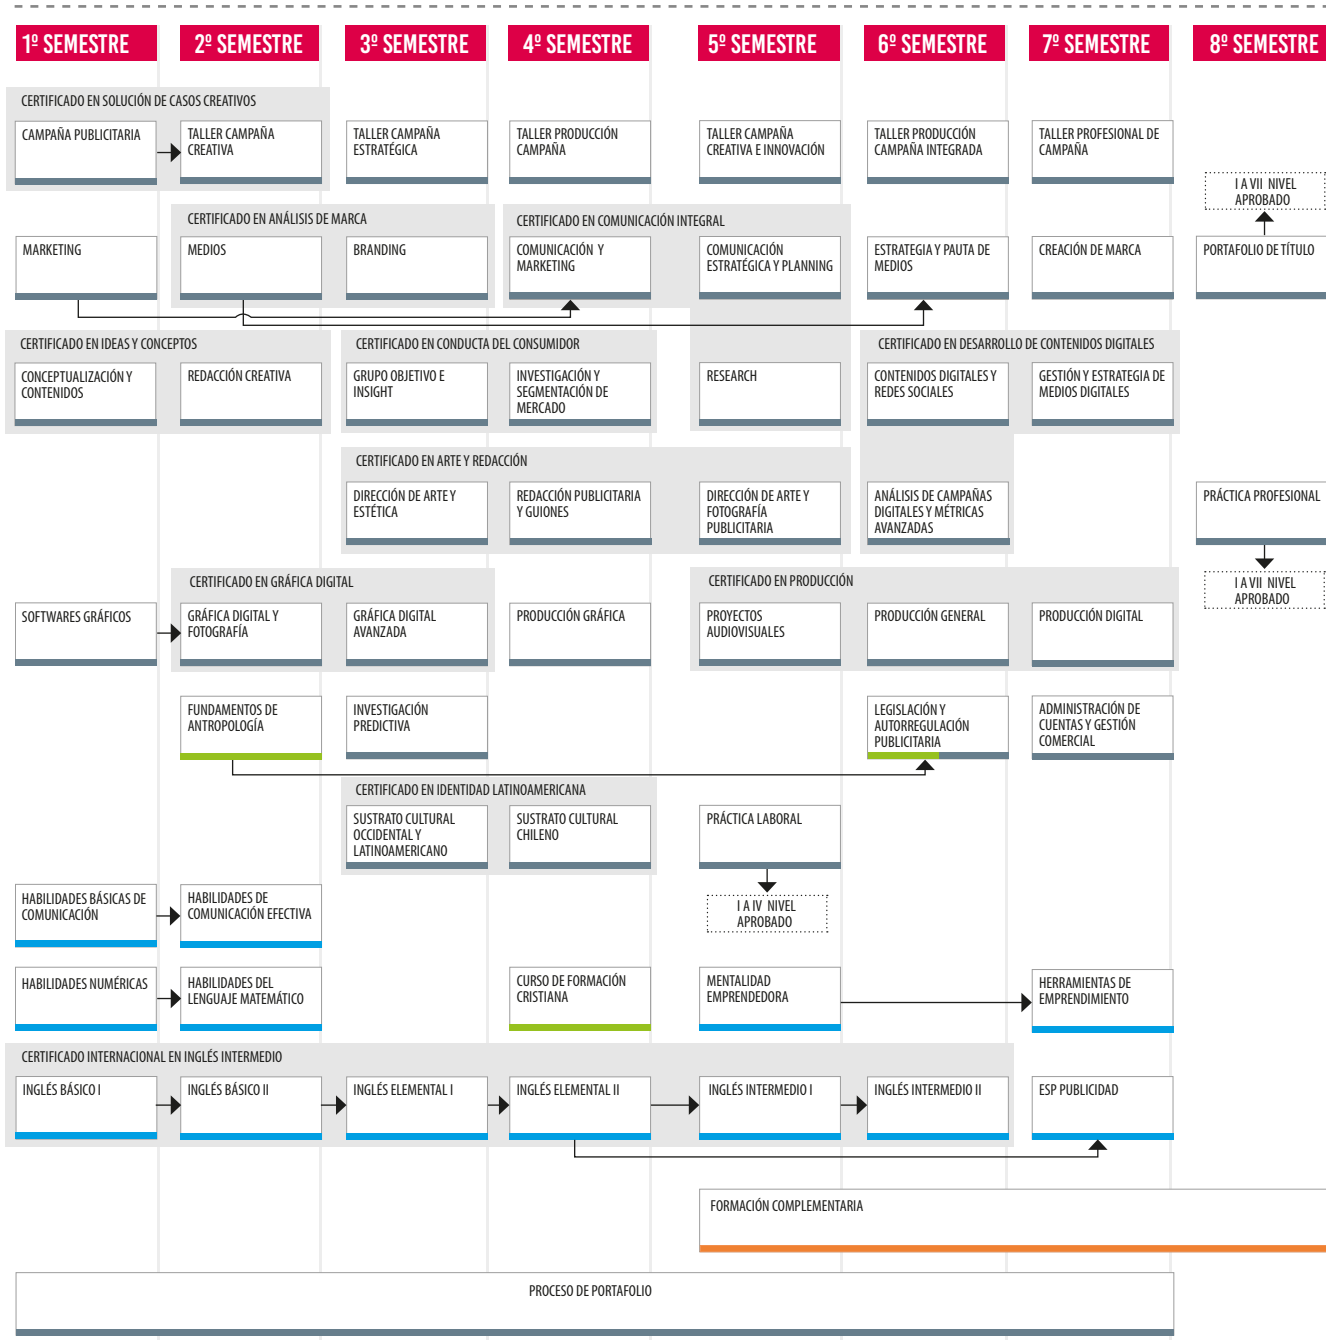 1º SEMESTRE
2º SEMESTRE
3º SEMESTRE
4º SEMESTRE
5º SEMESTRE
6º SEMESTRE
7º SEMESTRE
8º SEMESTRE
CERTIFICADO EN SOLUCIÓN DE CASOS CREATIVOS
CAMPAÑA PUBLICITARIA
TALLER CAMPAÑA
CREATIVA
TALLER CAMPAÑA
ESTRATÉGICA
TALLER PRODUCCIÓN
CAMPAÑA
TALLER CAMPAÑA
CREATIVA E INNOVACIÓN
TALLER PRODUCCIÓN
CAMPAÑA INTEGRADA
TALLER PROFESIONAL DE
CAMPAÑA
I A VII NIVEL
APROBADO
CERTIFICADO EN ANÁLISIS DE MARCA
CERTIFICADO EN COMUNICACIÓN INTEGRAL
MARKETING
MEDIOS
BRANDING
COMUNICACIÓN Y
MARKETING
COMUNICACIÓN
ESTRATÉGICA Y PLANNING
ESTRATEGIA Y PAUTA DE
MEDIOS
CREACIÓN DE MARCA
PORTAFOLIO DE TÍTULO
CERTIFICADO EN IDEAS Y CONCEPTOS
CERTIFICADO EN CONDUCTA DEL CONSUMIDOR
CERTIFICADO EN DESARROLLO DE CONTENIDOS DIGITALES
CONCEPTUALIZACIÓN Y
CONTENIDOS
REDACCIÓN CREATIVA
GRUPO OBJETIVO E
INSIGHT
INVESTIGACIÓN Y
SEGMENTACIÓN DE
MERCADO
RESEARCH
CONTENIDOS DIGITALES Y
REDES SOCIALES
GESTIÓN Y ESTRATEGIA DE
MEDIOS DIGITALES
CERTIFICADO EN ARTE Y REDACCIÓN
DIRECCIÓN DE ARTE Y
ESTÉTICA
REDACCIÓN PUBLICITARIA
Y GUIONES
DIRECCIÓN DE ARTE Y
FOTOGRAFÍA
PUBLICITARIA
ANÁLISIS DE CAMPAÑAS
DIGITALES Y MÉTRICAS
AVANZADAS
PRÁCTICA PROFESIONAL
I A VII NIVEL
APROBADO
CERTIFICADO EN GRÁFICA DIGITAL
CERTIFICADO EN PRODUCCIÓN
SOFTWARES GRÁFICOS
GRÁFICA DIGITAL Y
FOTOGRAFÍA
GRÁFICA DIGITAL
AVANZADA
PRODUCCIÓN GRÁFICA
PROYECTOS
AUDIOVISUALES
PRODUCCIÓN GENERAL
PRODUCCIÓN DIGITAL
FUNDAMENTOS DE
ANTROPOLOGÍA
INVESTIGACIÓN
PREDICTIVA
LEGISLACIÓN Y
AUTORREGULACIÓN
PUBLICITARIA
ADMINISTRACIÓN DE
CUENTAS Y GESTIÓN
COMERCIAL
CERTIFICADO EN IDENTIDAD LATINOAMERICANA
SUSTRATO CULTURAL
OCCIDENTAL Y
LATINOAMERICANO
SUSTRATO CULTURAL
CHILENO
PRÁCTICA LABORAL
I A IV NIVEL
APROBADO
HABILIDADES BÁSICAS DE
COMUNICACIÓN
HABILIDADES DE
COMUNICACIÓN EFECTIVA
HABILIDADES NUMÉRICAS
HABILIDADES DEL
LENGUAJE MATEMÁTICO
CURSO DE FORMACIÓN
CRISTIANA
MENTALIDAD
EMPRENDEDORA
HERRAMIENTAS DE
EMPRENDIMIENTO
CERTIFICADO INTERNACIONAL EN INGLÉS INTERMEDIO
INGLÉS BÁSICO I
INGLÉS BÁSICO II
INGLÉS ELEMENTAL I
INGLÉS ELEMENTAL II
INGLÉS INTERMEDIO I
INGLÉS INTERMEDIO II
ESP PUBLICIDAD
FORMACIÓN COMPLEMENTARIA
PROCESO DE PORTAFOLIO